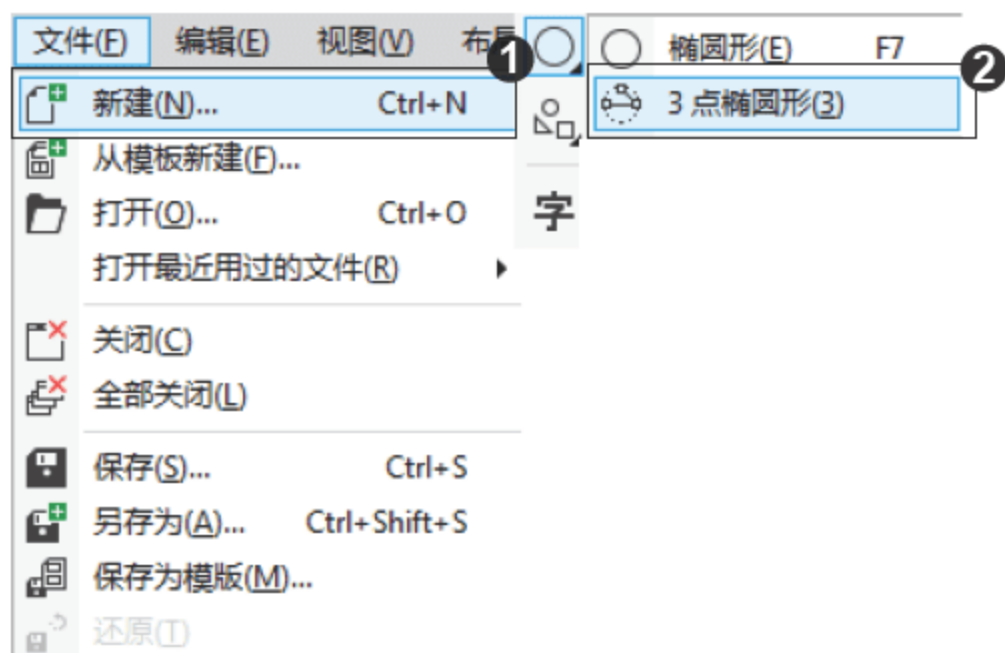 文件(F) 编辑(E) 视图(V) 布
1
新建(N)... Ctrl+N
从模板新建(F)...
打开(O)... Ctrl+O
打开最近用过的文件(R)
关闭(C)
全部关闭(L)
保存(S)... Ctrl+S
另存为(A)... Ctrl+Shift+S
保存为模版(M)...
还原(T)
字
椭圆形(E) F7
2
3 点椭圆形(3)